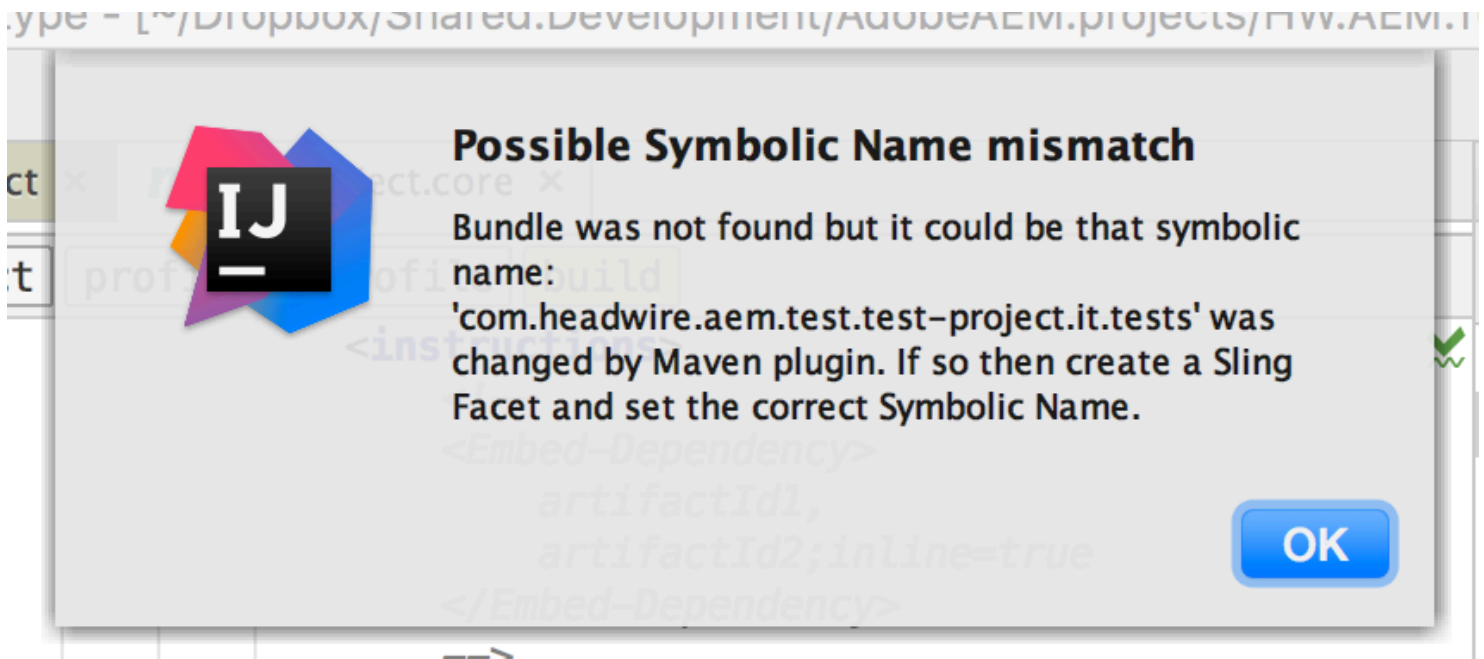 ype - [~/Dropbox/Shared.Development/AdobeAEM.projects/HW.AEM.
Possible Symbolic Name mismatch
ct × ect.core ×
IJ
Bundle was not found but it could be that symbolic
name:
t build
'com.headwire.aem.test.test-project.it.tests' was
<instructions>
changed by Maven plugin. If so then create a Sling
Facet and set the correct Symbolic Name.
<Embed-Dependency>
artifactId1,
artifactId2;inline=true
OK
</Embed-Dependency>
-->